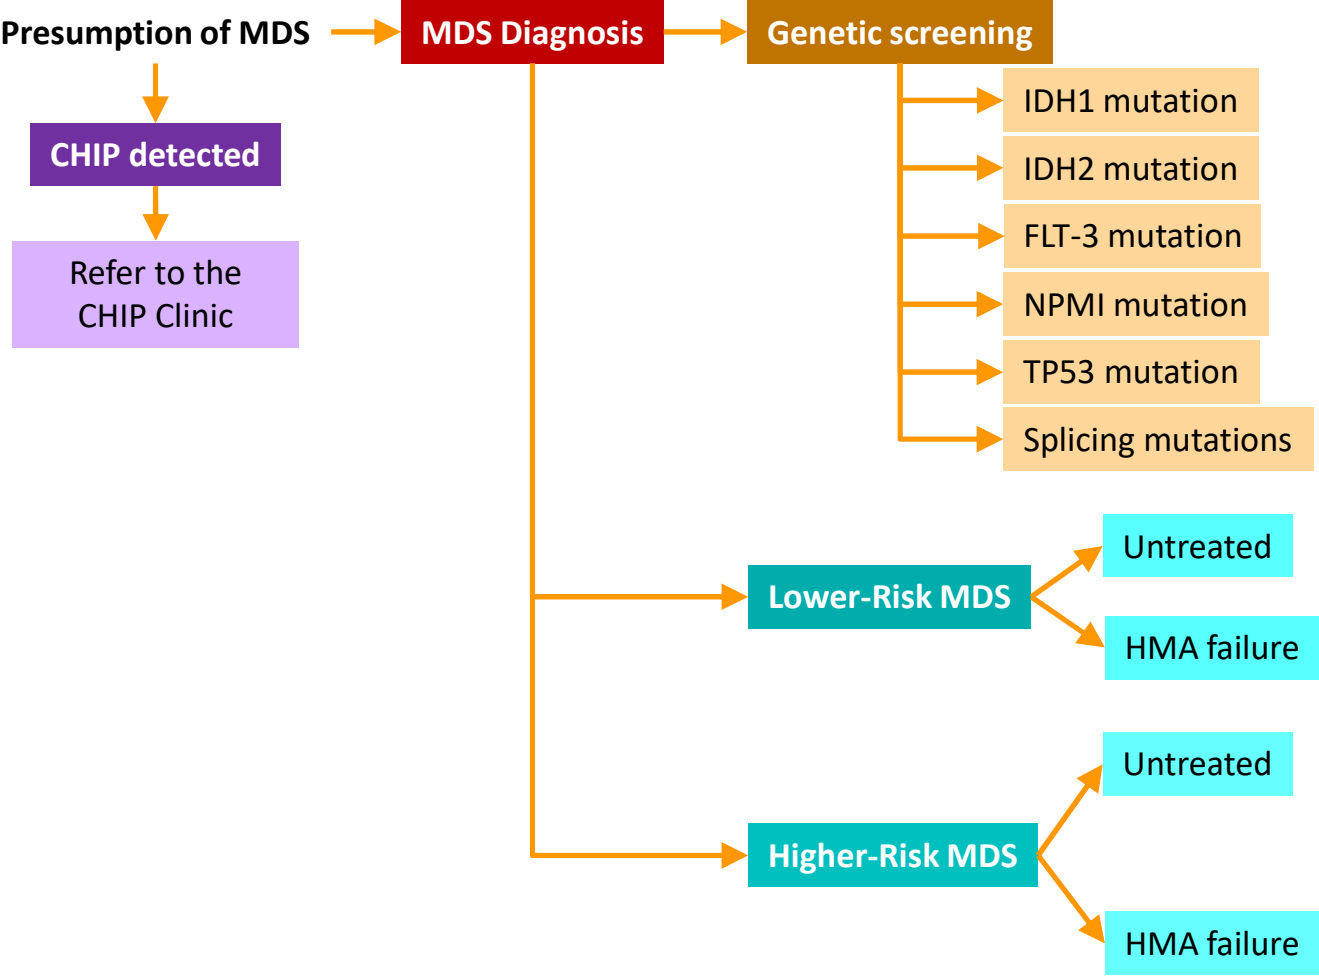 Presumption of MDS
MDS Diagnosis
Genetic screening
IDH1 mutation
IDH2 mutation
FLT-3 mutation
NPMI mutation
TP53 mutation
Splicing mutations
CHIP detected
Refer to the
CHIP Clinic
Lower-Risk MDS
Untreated
HMA failure
Higher-Risk MDS
Untreated
HMA failure